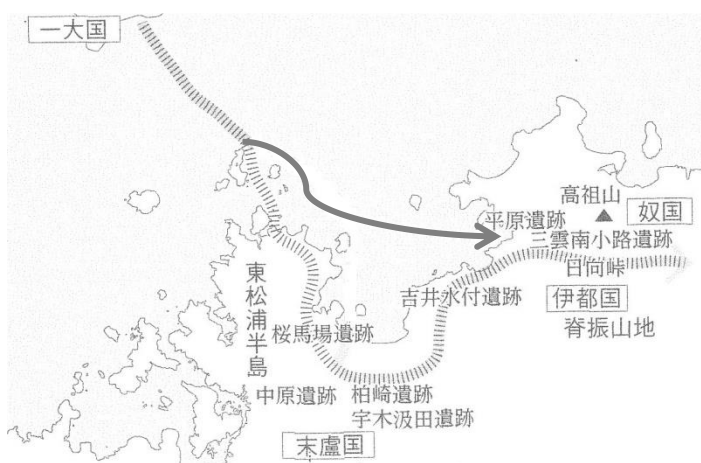 一大国
高祖山
奴国
平原遺跡
三雲南小路遺跡
日向峠
東松浦半島
吉井水付遺跡
伊都国
脊振山地
桜馬場遺跡
中原遺跡
柏崎遺跡
宇木汲田遺跡
末盧国